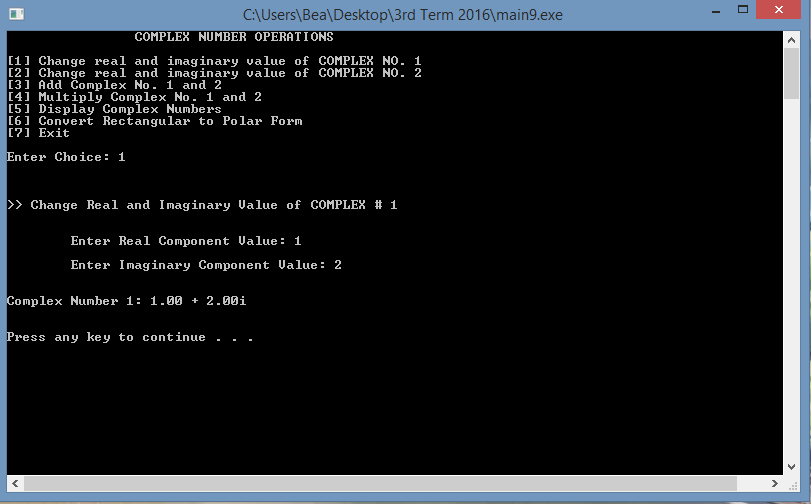 C:\Users\Bea\Desktop\3rd Term 2016\main9.exe
COMPLEX NUMBER OPERATIONS
[1] Change real and imaginary value of COMPLEX NO. 1
[2] Change real and imaginary value of COMPLEX NO. 2
[3] Add Complex No. 1 and 2
[4] Multiply Complex No. 1 and 2
[5] Display Complex Numbers
[6] Convert Rectangular to Polar Form
[7] Exit
Enter Choice: 1
>> Change Real and Imaginary Value of COMPLEX # 1
Enter Real Component Value: 1
Enter Imaginary Component Value: 2
Complex Number 1: 1.00 + 2.00i
Press any key to continue . . .